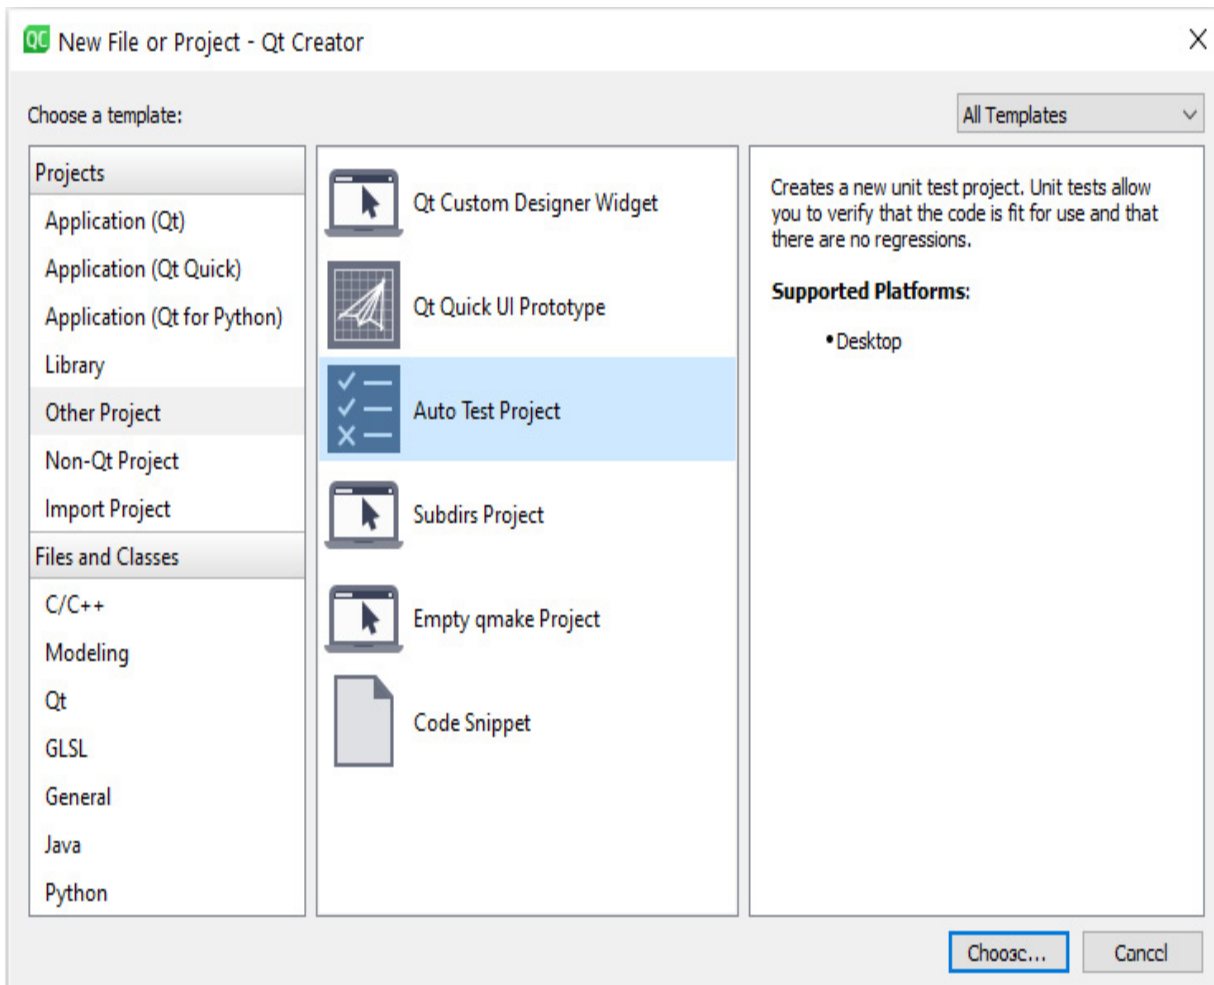 QC New File or Project - Qt Creator
Choose a template:
All Templates
Projects
Application (Qt)
Application (Qt Quick)
Application (Qt for Python)
Library
Other Project
Non-Qt Project
Import Project
Files and Classes
C/C++
Modeling
Qt
GLSL
General
Java
Python
Qt Custom Designer Widget
Qt Quick UI Prototype
Auto Test Project
Subdirs Project
Empty qmake Project
Code Snippet
Creates a new unit test project. Unit tests allow
you to verify that the code is fit for use and that
there are no regressions.
Supported Platforms:
• Desktop
Choose...
Cancel